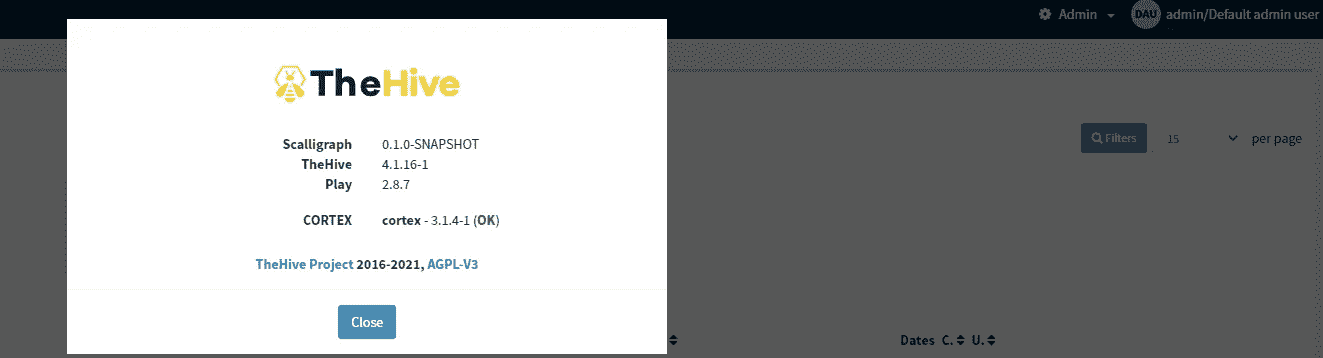 Admin
DAU admin/Default admin user
TheHive
Scalligraph 0.1.0-SNAPSHOT
TheHive 4.1.16-1
Play 2.8.7
CORTEX cortex - 3.1.4-1 (OK)
TheHive Project 2016-2021, AGPL-V3
Close
Filters 15 per page
Dates C. U.